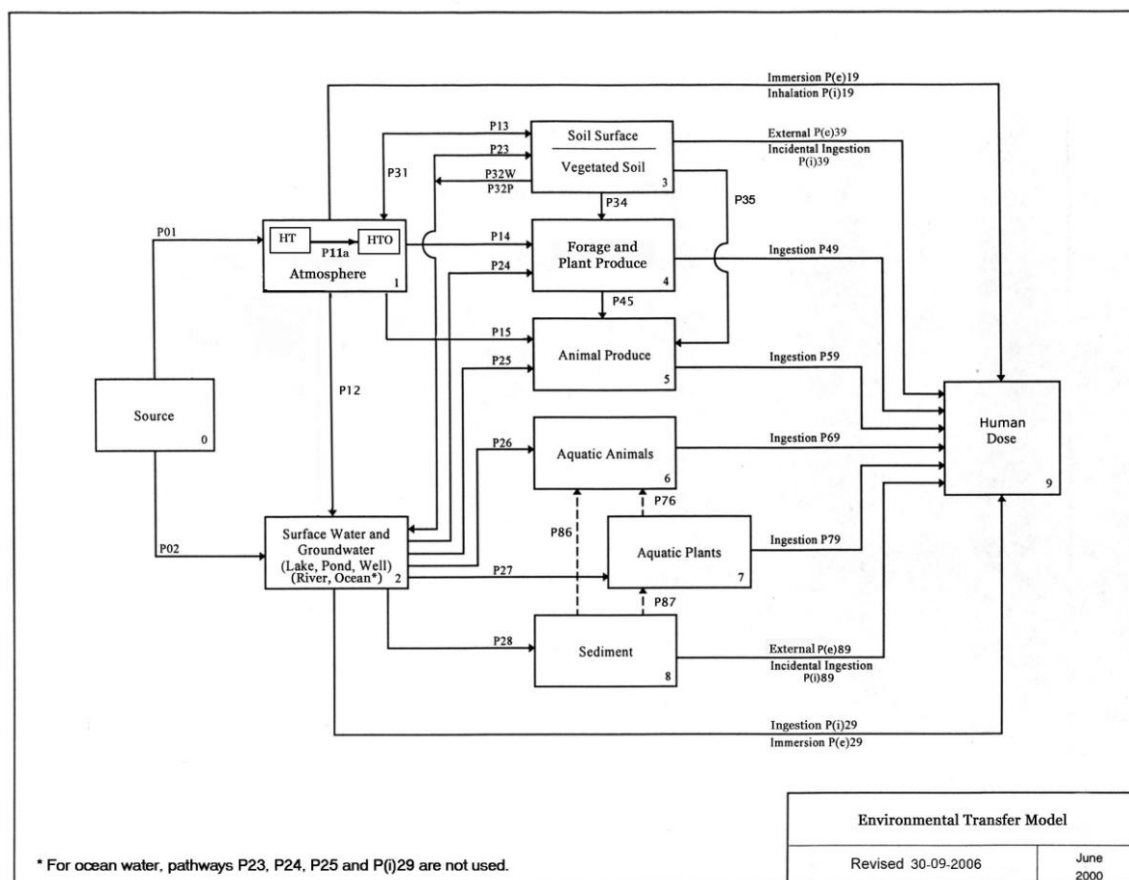 Immersion P(e)19
Inhalation P(i)19
P13
Soil Surface
External P(e)39
P23
Incidental Ingestion
P(i)39
P32W
Vegetated Soil
P31
P32P
3
P35
P34
P01
HT
HTO
P14
P11a
Forage and
Plant Produce
Ingestion P49
Atmosphere
1
P24
4
P45
P15
Animal Produce
Ingestion P59
P25
5
P12
Source
0
Human
Dose
9
P26
Aquatic Animals
Ingestion P69
6
P76
Surface Water and
Groundwater
(Lake, Pond, Well)
(River, Ocean*)
2
P86
P02
Aquatic Plants
Ingestion P79
P27
7
P87
P28
Sediment
External P(e)89
Incidental Ingestion
P(i)89
8
Ingestion P(i)29
Immersion P(e)29
Environmental Transfer Model
* For ocean water, pathways P23, P24, P25 and P(i)29 are not used.
Revised 30-09-2006
June
2000